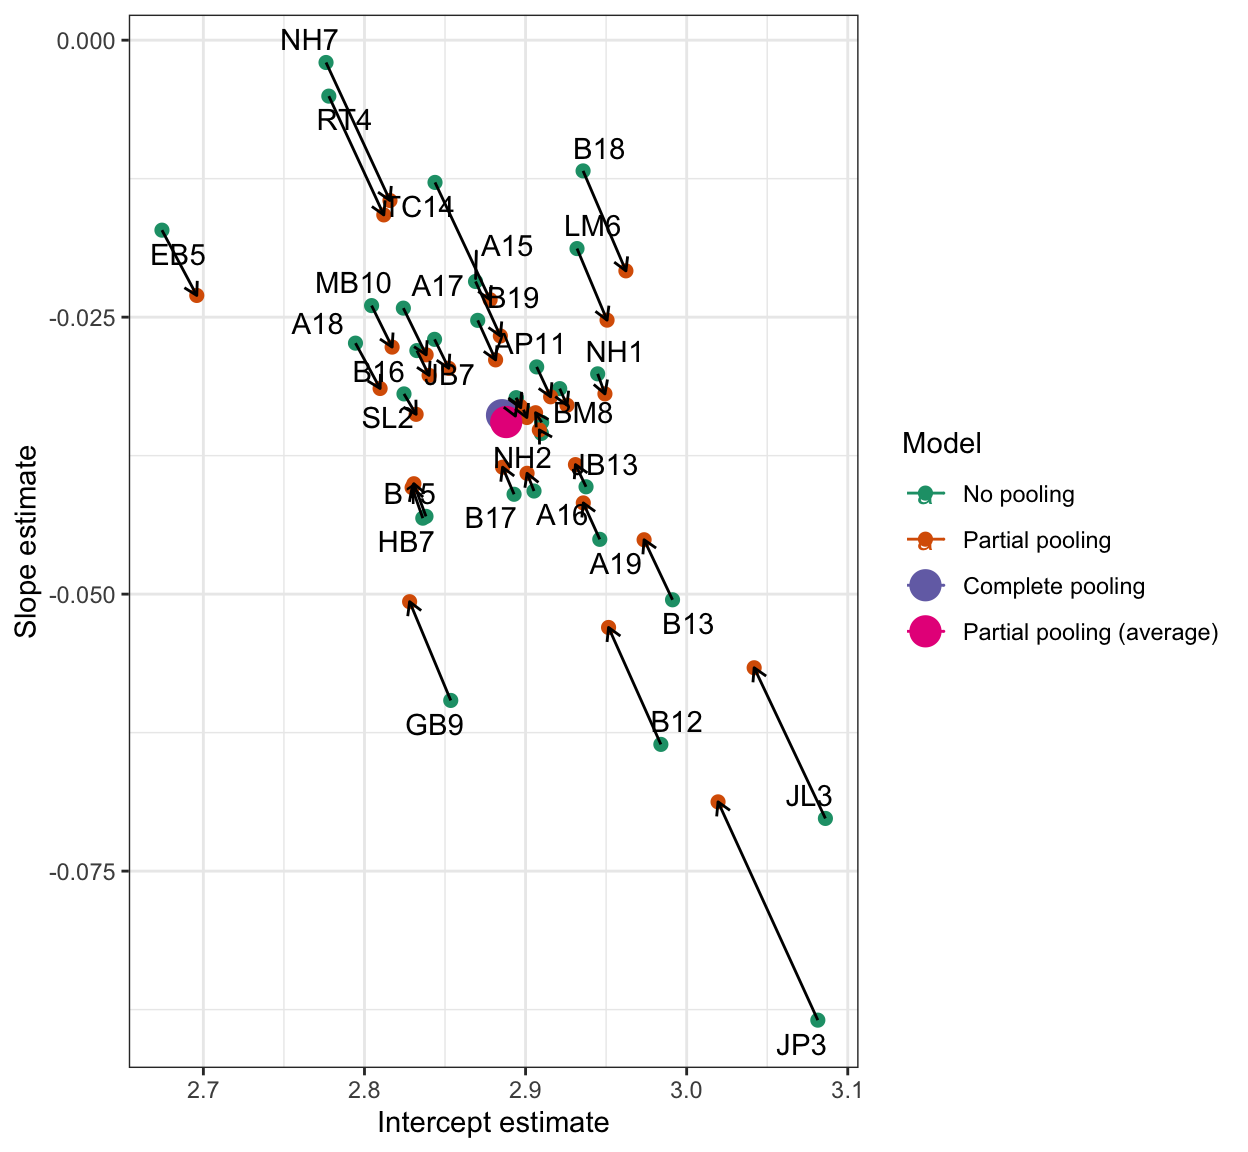 NH7
0.000
RT4
B18
TC14
LM6
A15
EB5
MB10
A17
B19
-0.025
A18
AP11
NH1
B16
JB7
SL2
BM8
Model
Slope estimate
NH2
JB13
B15
No pooling
B17
A16
HB7
Partial pooling
A19
Complete pooling
-0.050
B13
Partial pooling (average)
GB9
B12
JL3
-0.075
JP3
2.7
2.8
2.9
3.0
3.1
Intercept estimate